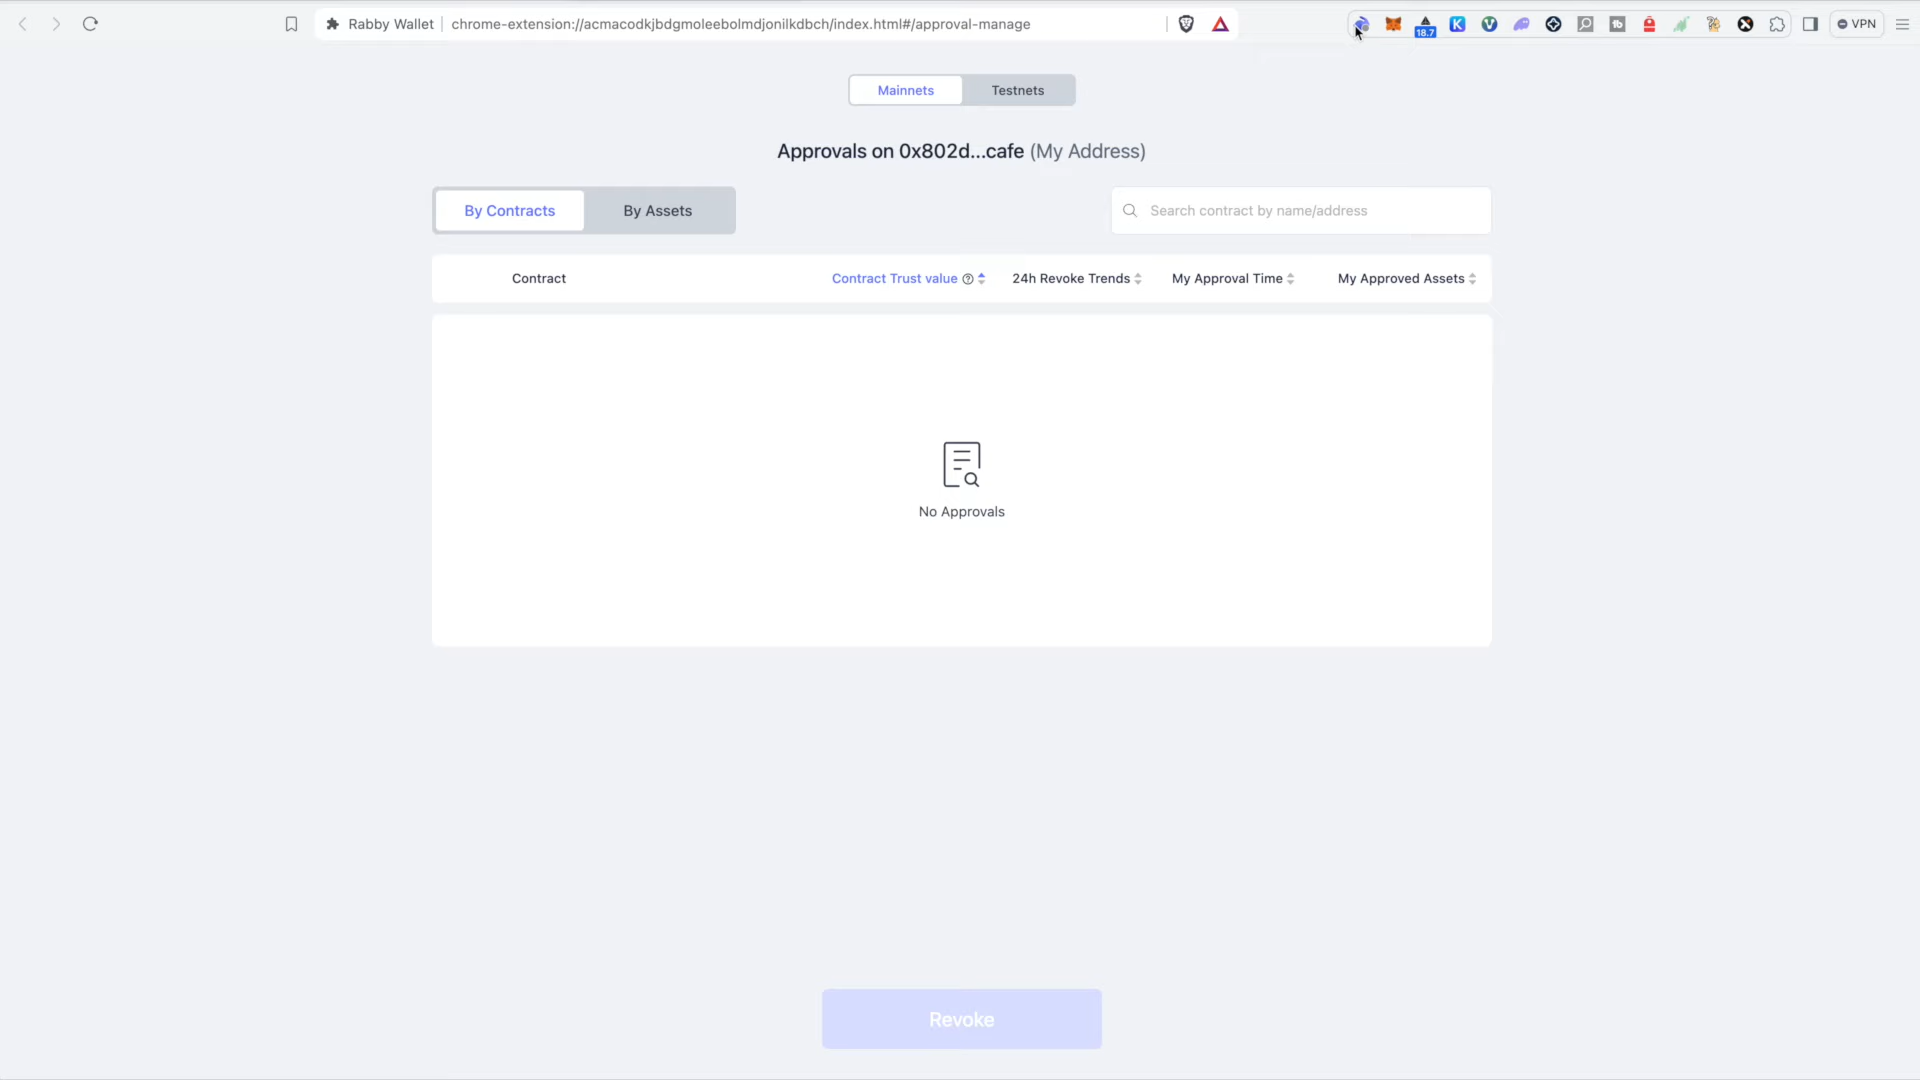 Rabby Wallet chrome-extension://acmacodkjbdgmoleebolmdjonilkdbch/index.html#/approval-manage
18.7
VPN
Mainnets Testnets
Approvals on 0x802d...cafe (My Address)
By Contracts By Assets
Search contract by name/address
Contract Contract Trust value 24h Revoke Trends My Approval Time My Approved Assets
No Approvals
Revoke